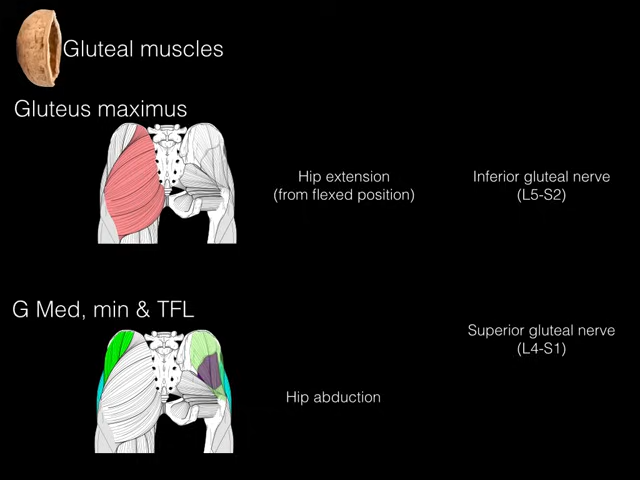 Gluteal muscles
Gluteus maximus
Hip extension
(from flexed position)
Inferior gluteal nerve
(L5-S2)
G Med, min & TFL
Superior gluteal nerve
(L4-S1)
Hip abduction